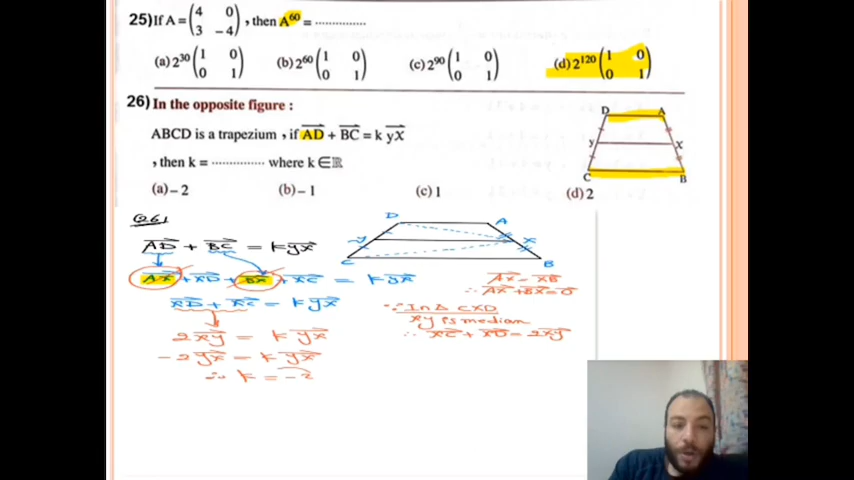 25) If A = ( 4 0 3 -4 ) , then A^60 = ...............
(a) 2^30 ( 1 0 0 1 ) (b) 2^60 ( 1 0 0 1 ) (c) 2^90 ( 1 0 0 1 ) (d) 2^120 ( 1 0 0 1 )
26) In the opposite figure :
ABCD is a trapezium , if AD + BC = k yX
, then k = ............... where k ∈ ℝ
(a) – 2 (b) – 1 (c) 1 (d) 2
D A
y X
C B
Q26
AD + BC = k yx
AX + XD + BX + XC = k yx
XD + XC = k yx
2xy = k yx
-2yx = k yx
∴ k = -2
D A
y X
C B
AX = XB
∴ AX + BX = 0
∵ In Δ CXD
xy is median
∴ XC + XD = 2xy